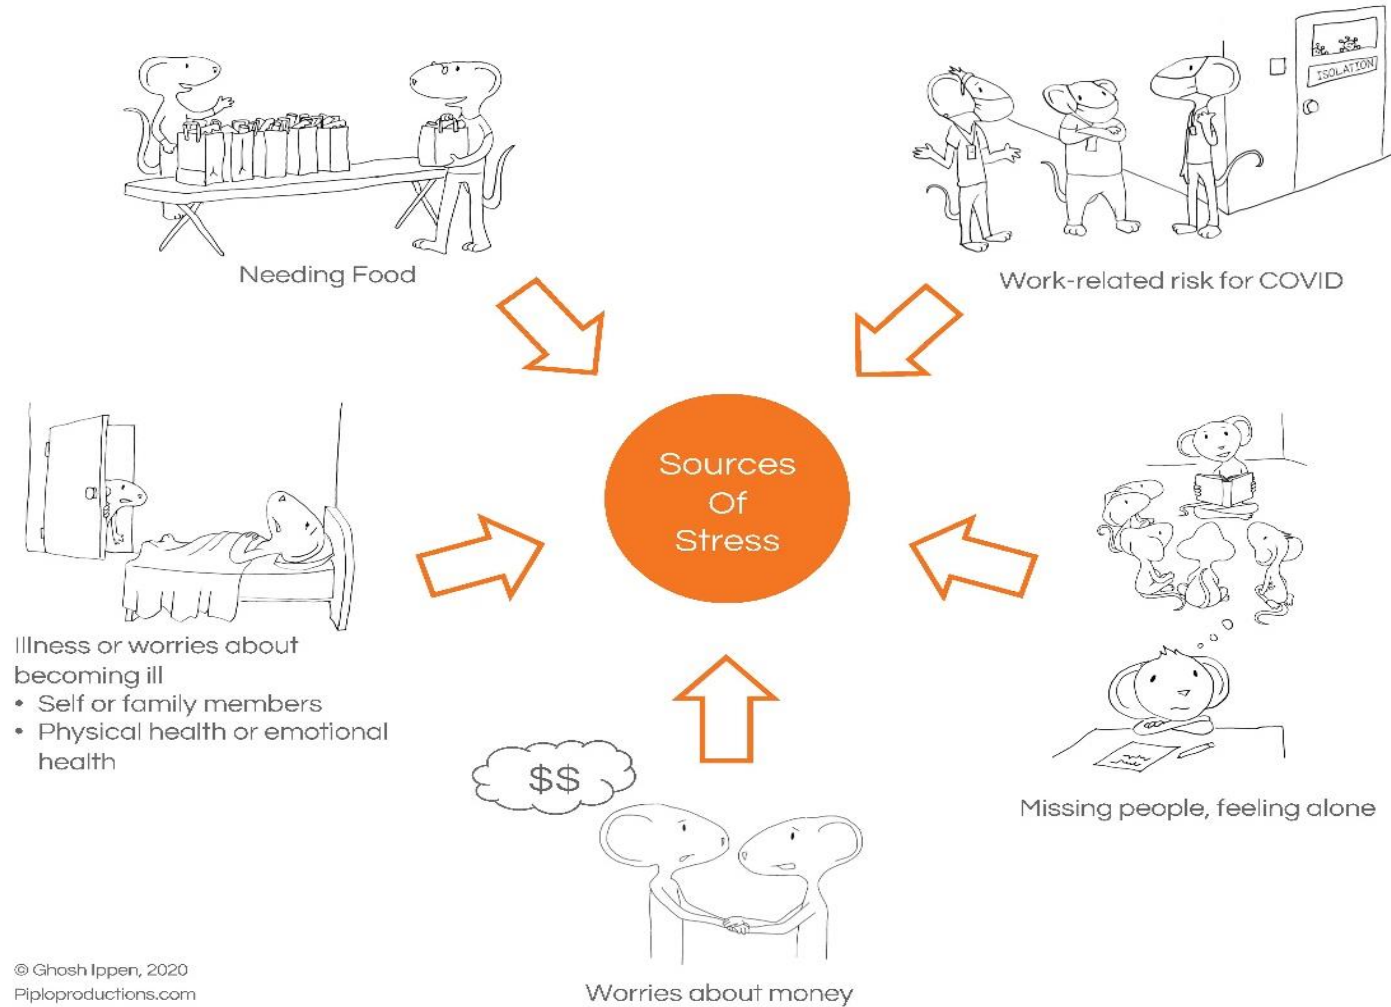 Needing Food
ISOLATION
Work-related risk for COVID
Sources
Of
Stress
Illness or worries about
becoming ill
• Self or family members
• Physical health or emotional
health
$$
Missing people, feeling alone
Worries about money
© Ghosh Ippen, 2020
Piploproductions.com